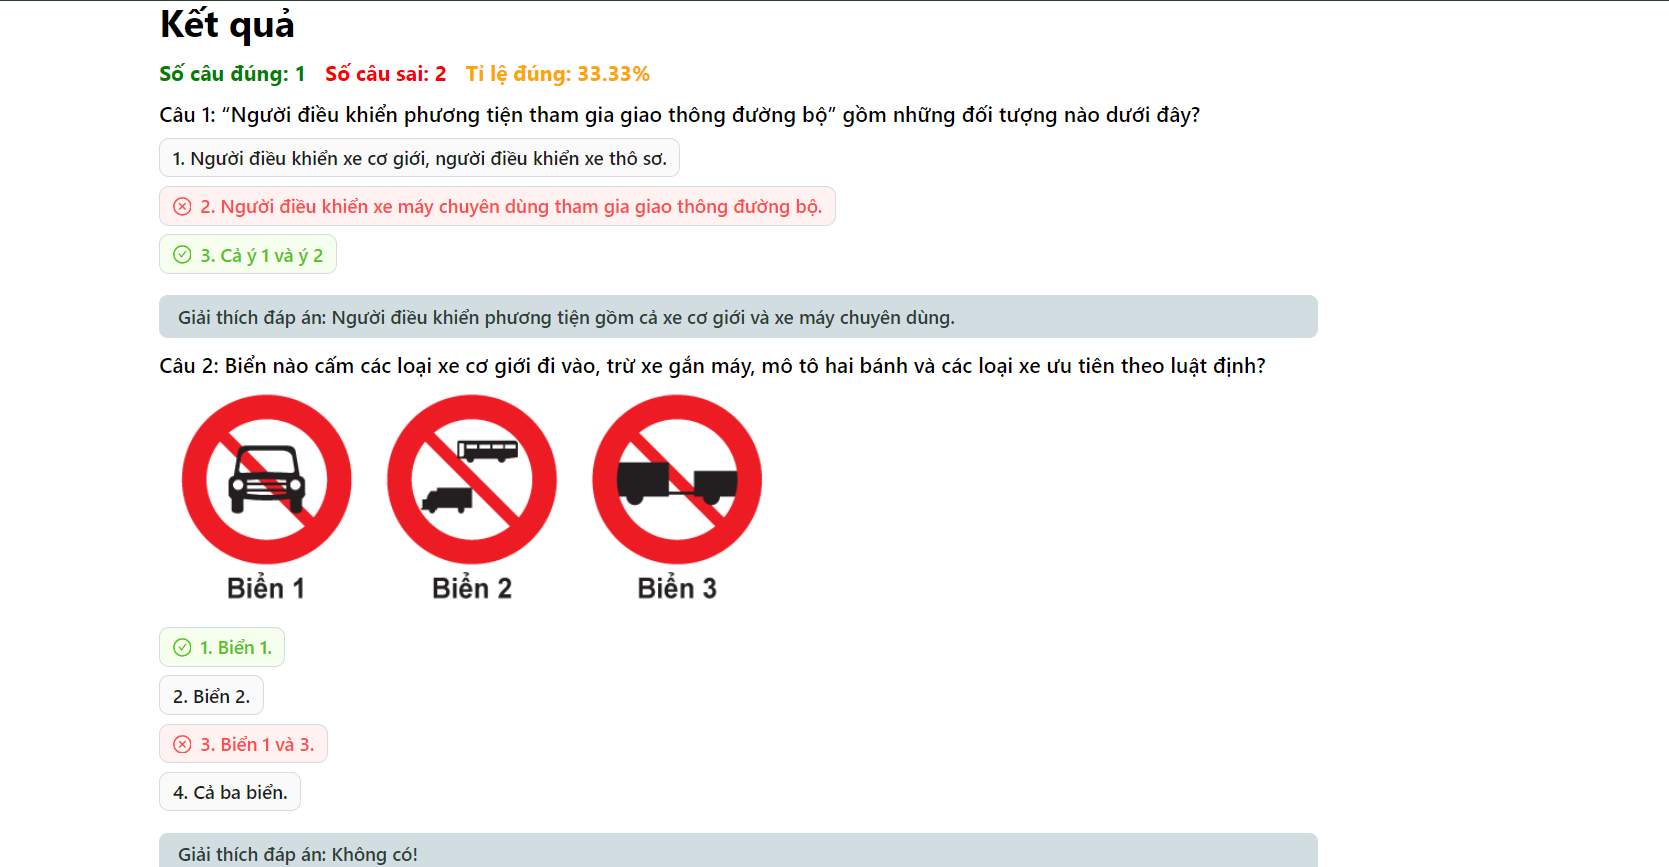 Kết quả
Số câu đúng: 1 Số câu sai: 2 Tỉ lệ đúng: 33.33%
Câu 1: “Người điều khiển phương tiện tham gia giao thông đường bộ” gồm những đối tượng nào dưới đây?
1. Người điều khiển xe cơ giới, người điều khiển xe thô sơ.
2. Người điều khiển xe máy chuyên dùng tham gia giao thông đường bộ.
3. Cả ý 1 và ý 2
Giải thích đáp án: Người điều khiển phương tiện gồm cả xe cơ giới và xe máy chuyên dùng.
Câu 2: Biển nào cấm các loại xe cơ giới đi vào, trừ xe gắn máy, mô tô hai bánh và các loại xe ưu tiên theo luật định?
Biển 1 Biển 2 Biển 3
1. Biển 1.
2. Biển 2.
3. Biển 1 và 3.
4. Cả ba biển.
Giải thích đáp án: Không có!